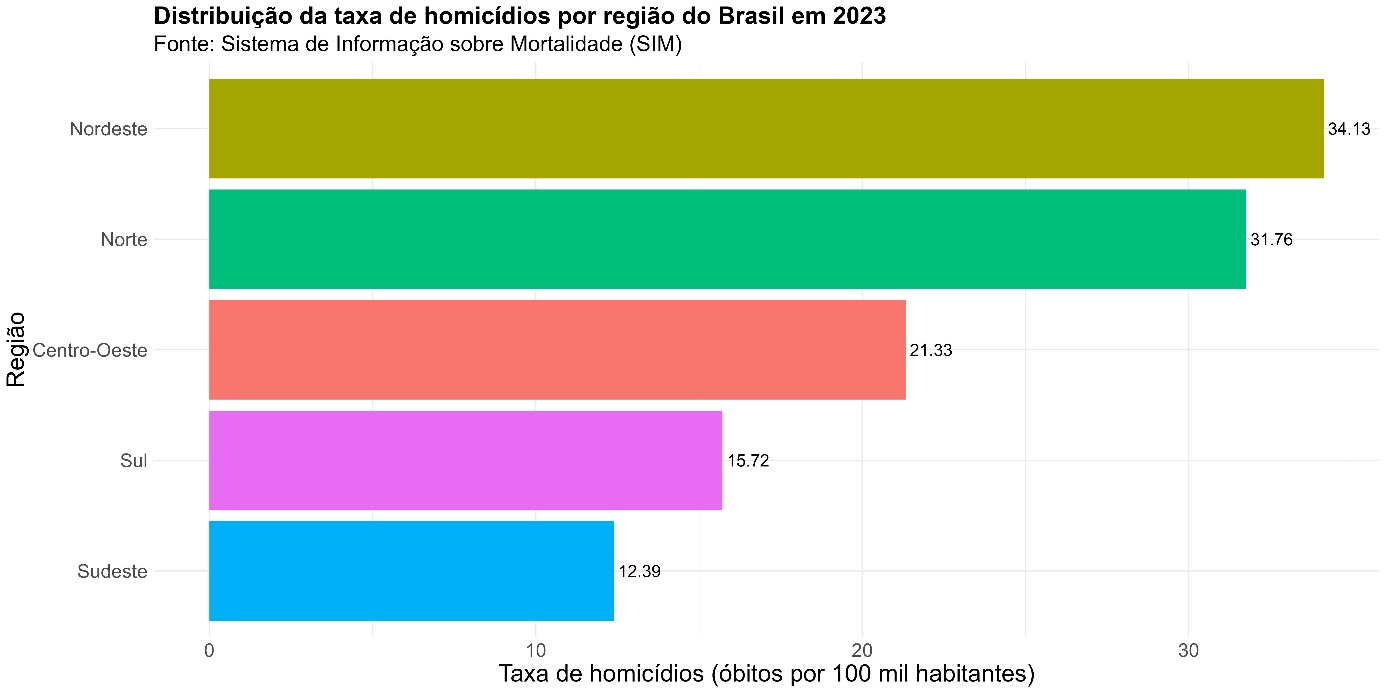 Distribuição da taxa de homicídios por região do Brasil em 2023
Fonte: Sistema de Informação sobre Mortalidade (SIM)
Região
Nordeste
34.13
Norte
31.76
Centro-Oeste
21.33
Sul
15.72
Sudeste
12.39
0 10 20 30
Taxa de homicídios (óbitos por 100 mil habitantes)